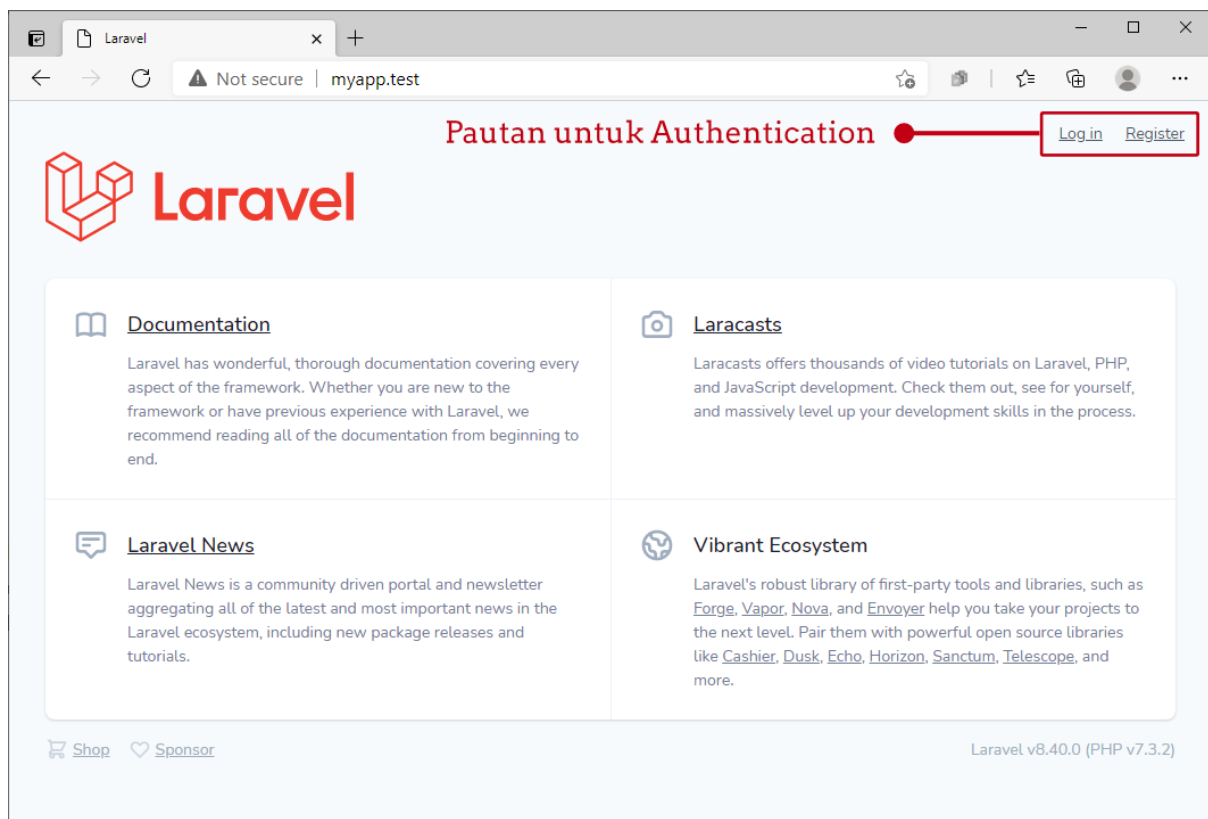 Laravel
Not secure | myapp.test
Pautan untuk Authentication
Log in Register
Laravel
Documentation
Laravel has wonderful, thorough documentation covering every
aspect of the framework. Whether you are new to the
framework or have previous experience with Laravel, we
recommend reading all of the documentation from beginning to
end.
Laracasts
Laracasts offers thousands of video tutorials on Laravel, PHP,
and JavaScript development. Check them out, see for yourself,
and massively level up your development skills in the process.
Laravel News
Laravel News is a community driven portal and newsletter
aggregating all of the latest and most important news in the
Laravel ecosystem, including new package releases and
tutorials.
Vibrant Ecosystem
Laravel's robust library of first-party tools and libraries, such as
Forge, Vapor, Nova, and Envoyer help you take your projects to
the next level. Pair them with powerful open source libraries
like Cashier, Dusk, Echo, Horizon, Sanctum, Telescope, and
more.
Shop Sponsor
Laravel v8.40.0 (PHP v7.3.2)